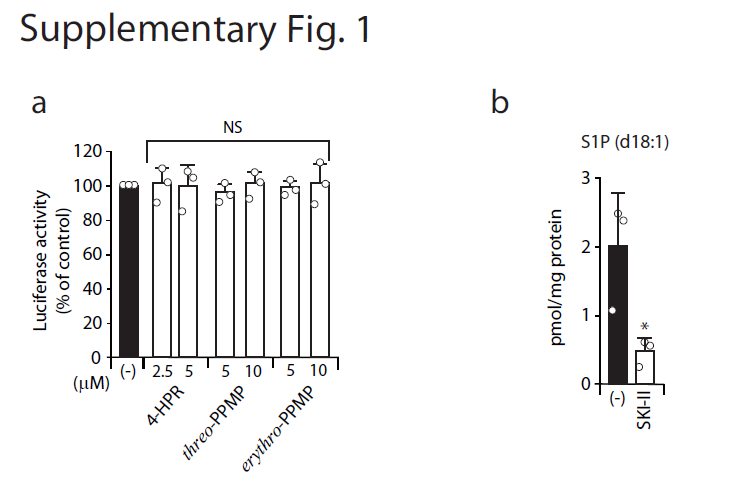 Supplementary Fig. 1
a
NS
Luciferase activity
(% of control)
120
100
80
60
40
20
0
(μM)
(-) 2.5 5 5 10 5 10
4-HPR
threo-PPMP
erythro-PPMP
b
S1P (d18:1)
pmol/mg protein
3
2
1
0
*
(-)
SKI-II